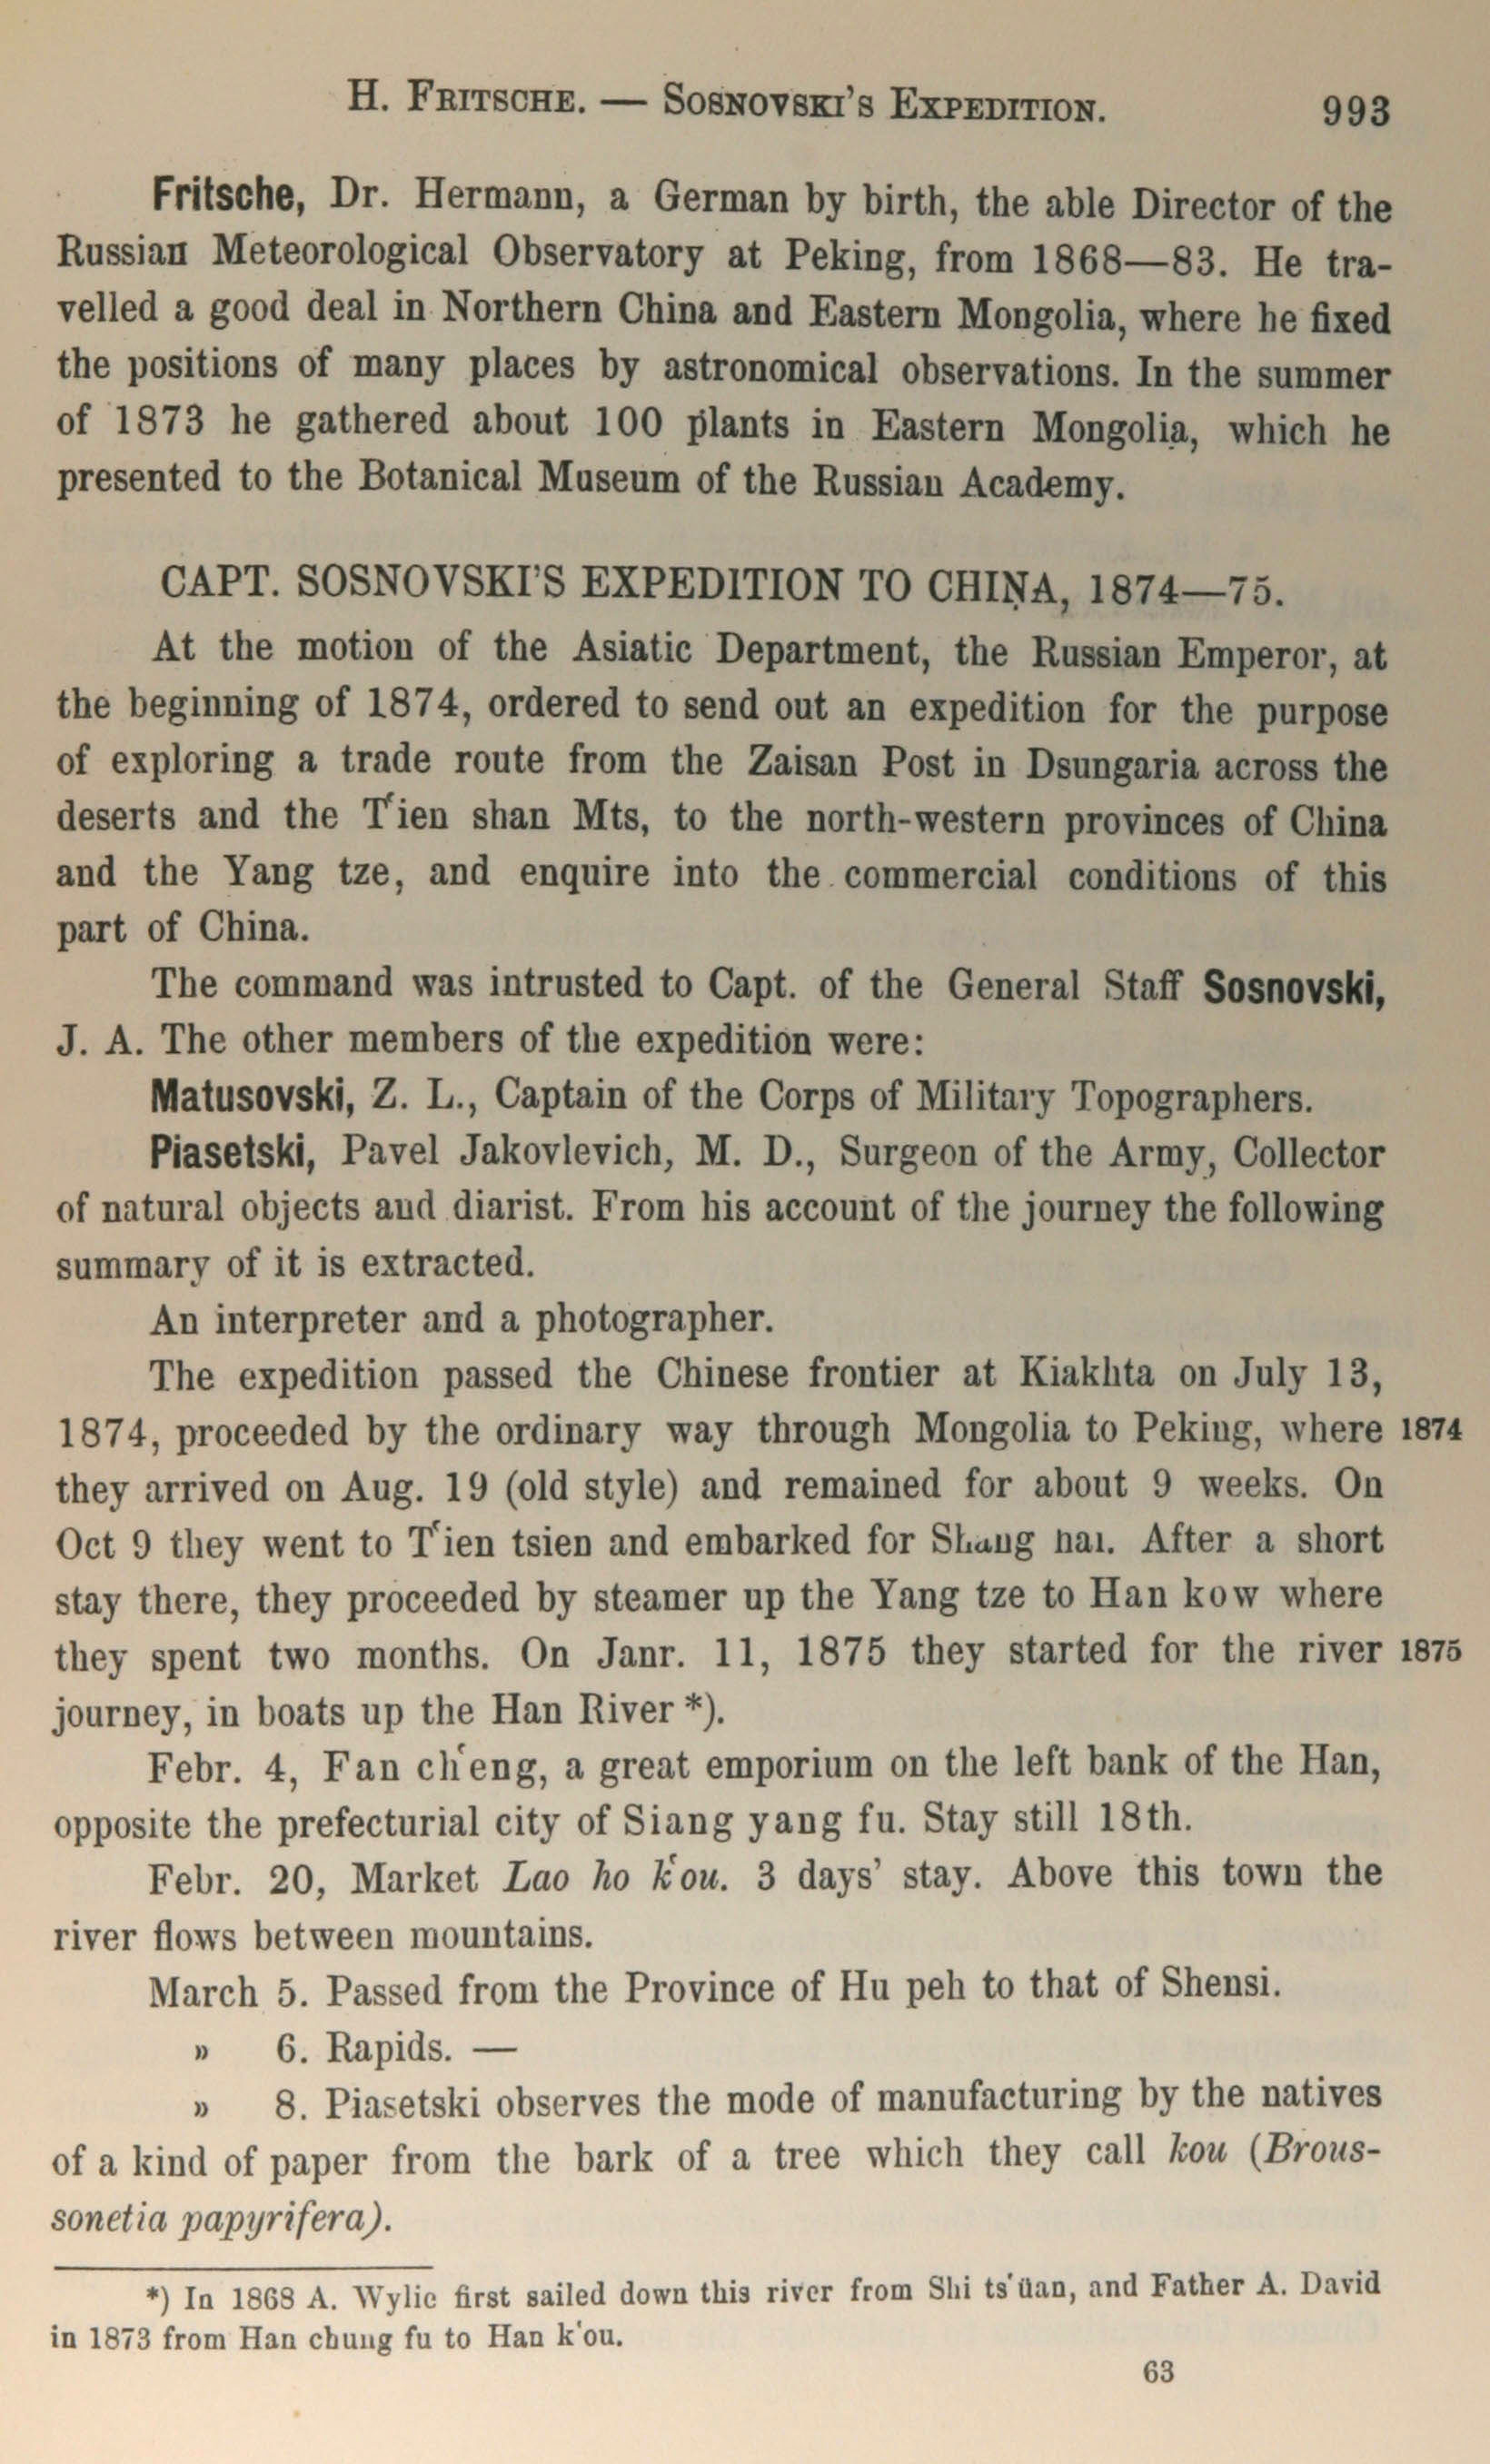 H. FRITSCHE. — SOSNOVSKI'S EXPEDITION. 993
Fritsche, Dr. Hermann, a German by birth, the able Director of the
Russian Meteorological Observatory at Peking, from 1868—83. He tra-
velled a good deal in Northern China and Eastern Mongolia, where he fixed
the positions of many places by astronomical observations. In the summer
of 1873 he gathered about 100 plants in Eastern Mongolia, which he
presented to the Botanical Museum of the Russian Academy.
CAPT. SOSNOVSKI'S EXPEDITION TO CHINA, 1874—75.
At the motion of the Asiatic Department, the Russian Emperor, at
the beginning of 1874, ordered to send out an expedition for the purpose
of exploring a trade route from the Zaisan Post in Dsungaria across the
deserts and the T'ien shan Mts, to the north-western provinces of China
and the Yang tze, and enquire into the commercial conditions of this
part of China.
The command was intrusted to Capt. of the General Staff Sosnovski,
J. A. The other members of the expedition were:
Matusovski, Z. L., Captain of the Corps of Military Topographers.
Piasetski, Pavel Jakovlevich, M. D., Surgeon of the Army, Collector
of natural objects and diarist. From his account of the journey the following
summary of it is extracted.
An interpreter and a photographer.
The expedition passed the Chinese frontier at Kiakhta on July 13,
1874, proceeded by the ordinary way through Mongolia to Peking, where 1874
they arrived on Aug. 19 (old style) and remained for about 9 weeks. On
Oct 9 they went to T'ien tsien and embarked for Shang hai. After a short
stay there, they proceeded by steamer up the Yang tze to Han kow where
they spent two months. On Janr. 11, 1875 they started for the river 1875
journey, in boats up the Han River *).
Febr. 4, Fan ch'eng, a great emporium on the left bank of the Han,
opposite the prefecturial city of Siang yang fu. Stay still 18th.
Febr. 20, Market Lao ho k'ou. 3 days' stay. Above this town the
river flows between mountains.
March 5. Passed from the Province of Hu peh to that of Shensi.
» 6. Rapids. —
» 8. Piasetski observes the mode of manufacturing by the natives
of a kind of paper from the bark of a tree which they call kou (Brous-
sonetia papyrifera).
*) In 1868 A. Wylie first sailed down this river from Shi ts'üan, and Father A. David
in 1873 from Han chung fu to Han k'ou.
63